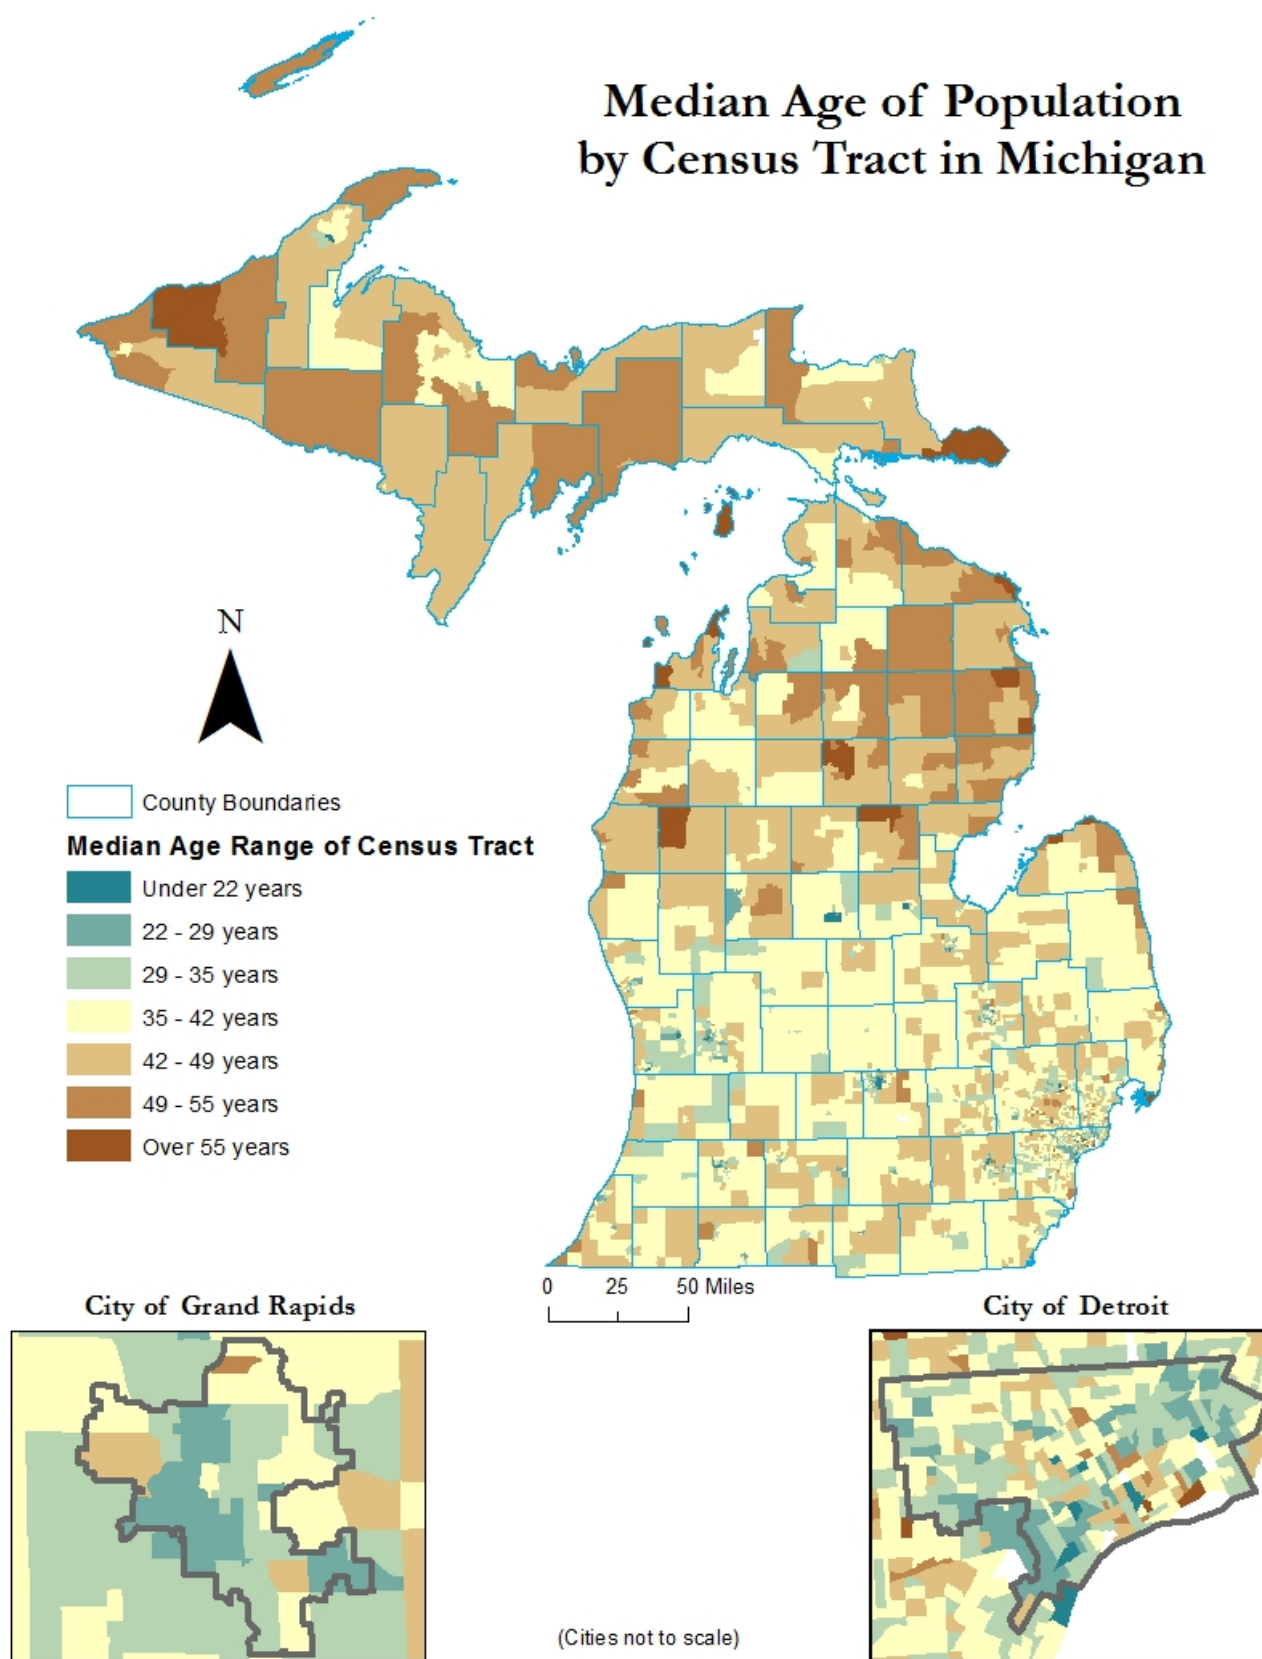 Median Age of Population
by Census Tract in Michigan
N
County Boundaries
Median Age Range of Census Tract
Under 22 years
22 - 29 years
29 - 35 years
35 - 42 years
42 - 49 years
49 - 55 years
Over 55 years
0 25 50 Miles
City of Grand Rapids
City of Detroit
(Cities not to scale)